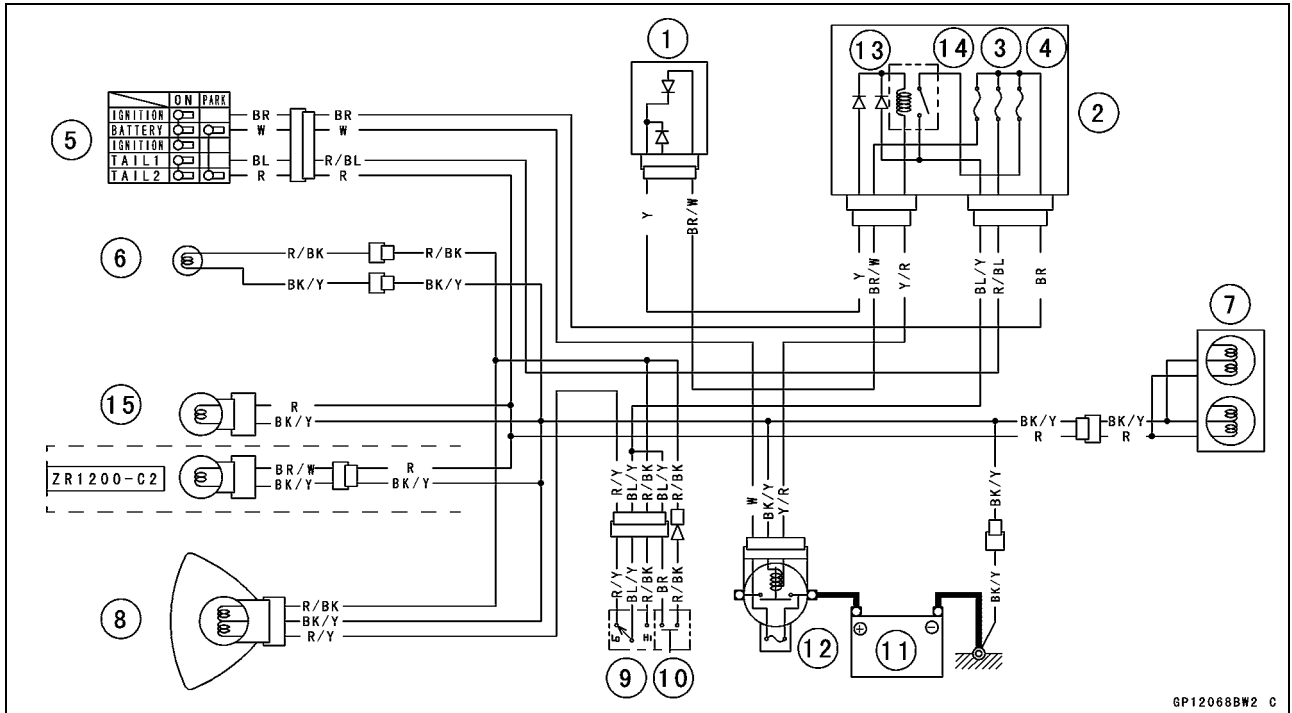 1
13
14
3
4
ON PARK
IGNITION
BATTERY
IGNITION
TAIL1
TAIL2
5
BR BR
W W
BL R/BL
R R
2
6
R/BK R/BK
BK/Y BK/Y
Y
BR/W
Y
BR/W
Y/R
BL/Y
R/BL
BR
7
15
R
BK/Y
BK/Y BK/Y
R R
ZR1200-C2
BR/W R
BK/Y BK/Y
R/Y
BL/Y
R/BK
BL/Y
R/BK
W
BK/Y
Y/R
BK/Y
8
R/BK
BK/Y
R/Y
R/Y
BL/Y
R/BK
BR
R/BK
BK/Y
Hi
9
10
12
⊕
⊖
11
GP12068BW2 C